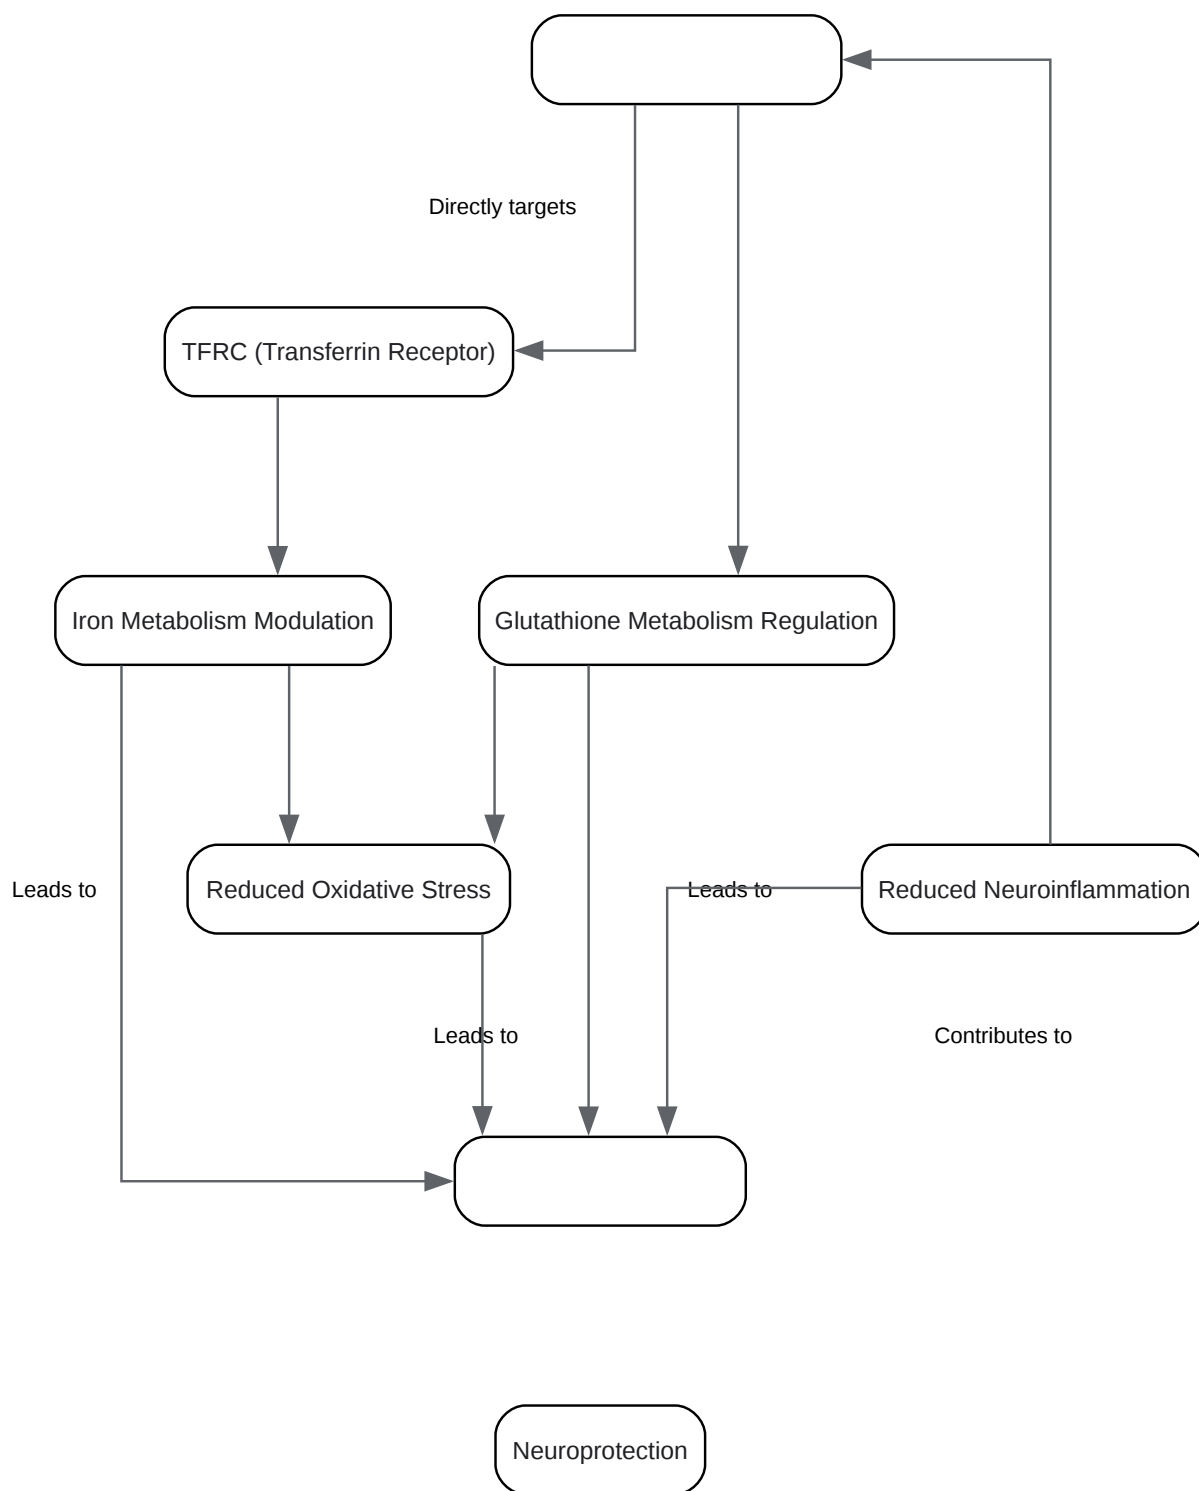 Directly targets
TFRC (Transferrin Receptor)
Iron Metabolism Modulation
Glutathione Metabolism Regulation
Leads to
Reduced Oxidative Stress
Leads to
Reduced Neuroinflammation
Leads to
Contributes to
Neuroprotection